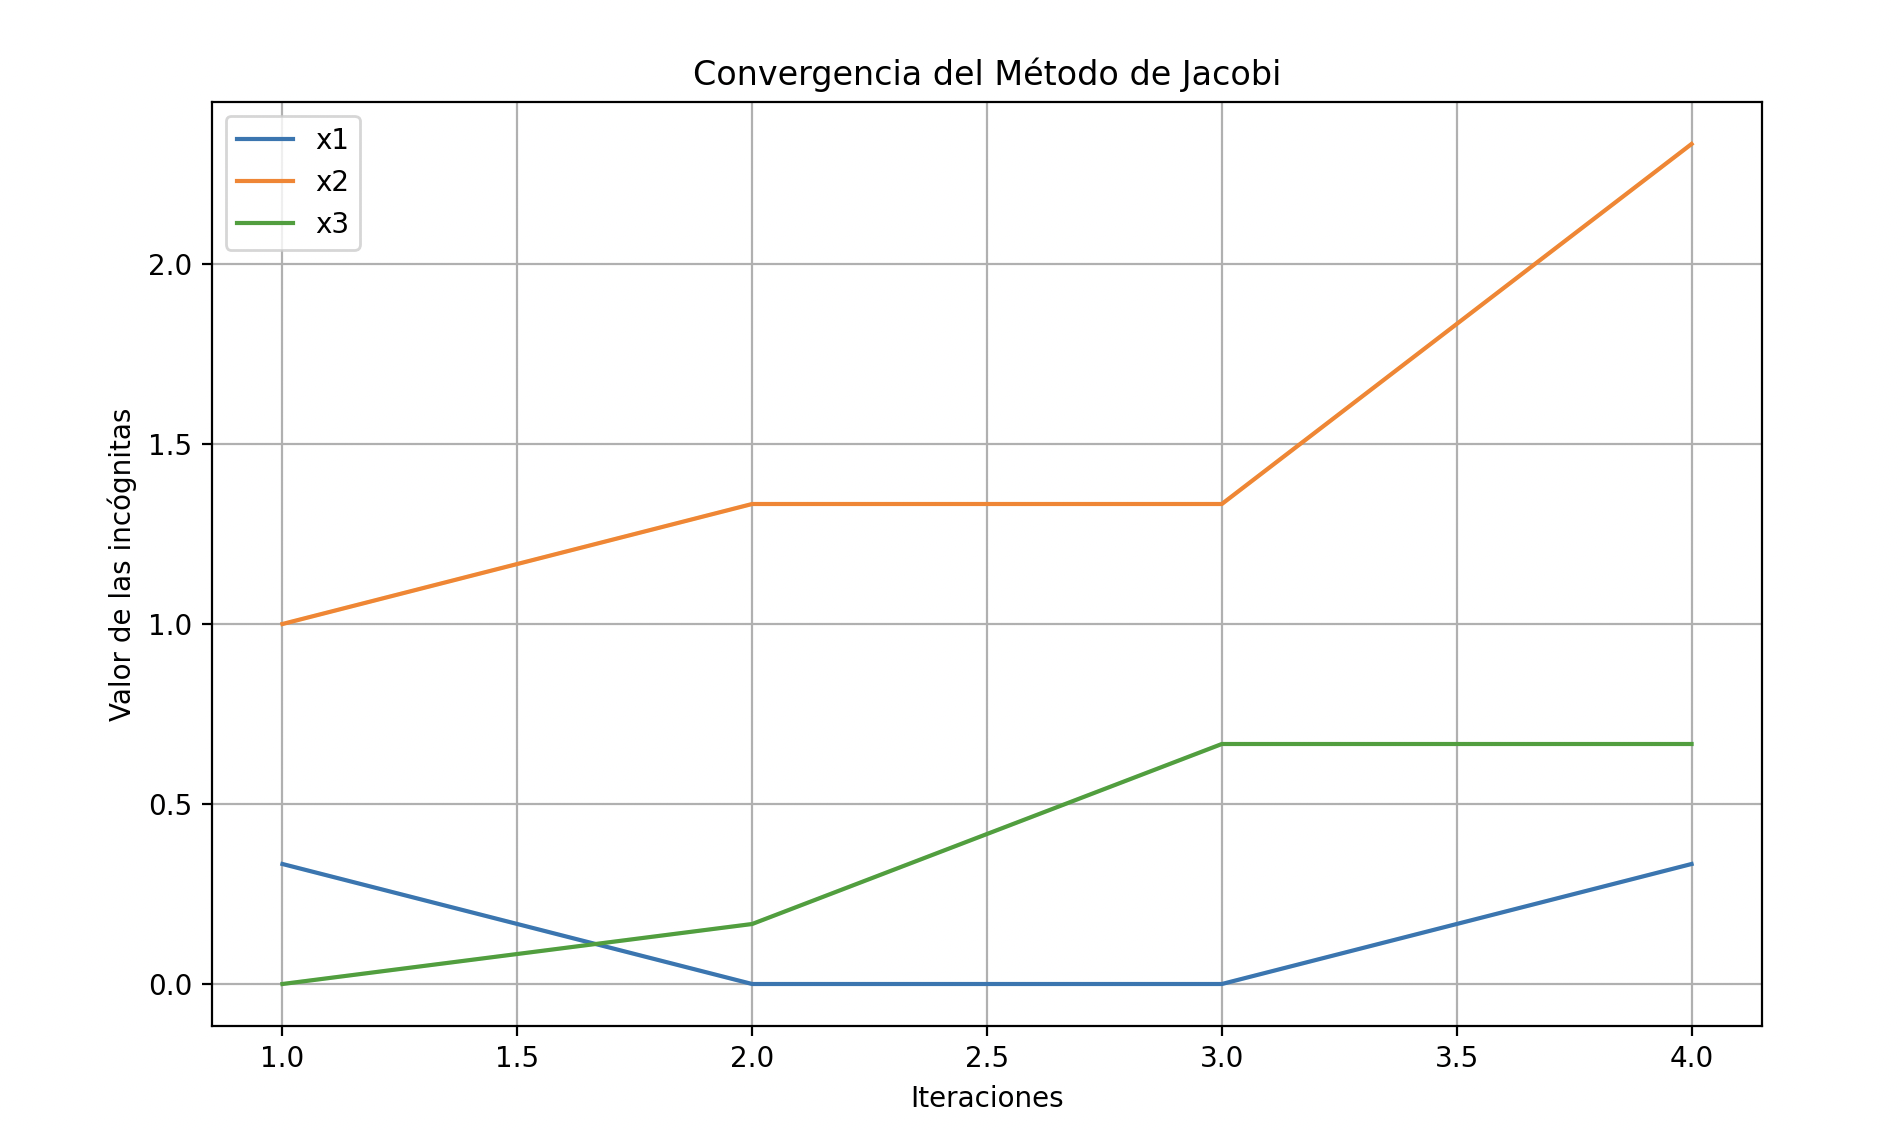 Convergencia del Método de Jacobi
x1
x2
x3
2.0
1.5
1.0
0.5
0.0
Valor de las incógnitas
1.0 1.5 2.0 2.5 3.0 3.5 4.0
Iteraciones